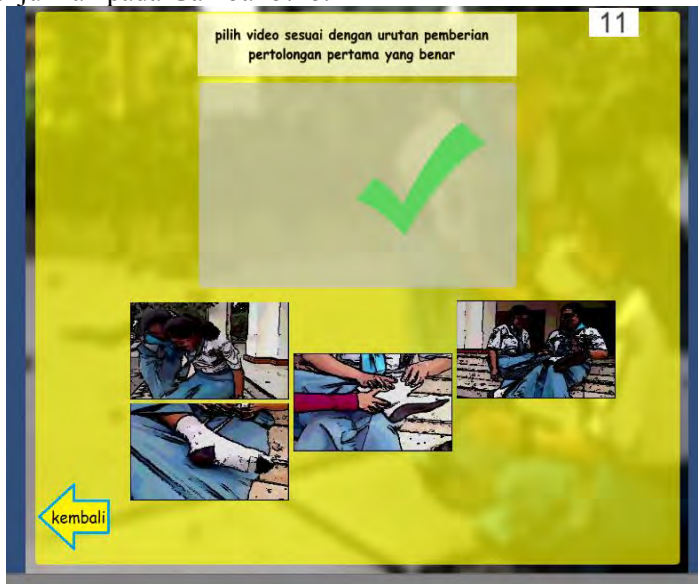 11
pilih video sesuai dengan urutan pemberian
pertolongan pertama yang benar
kembali